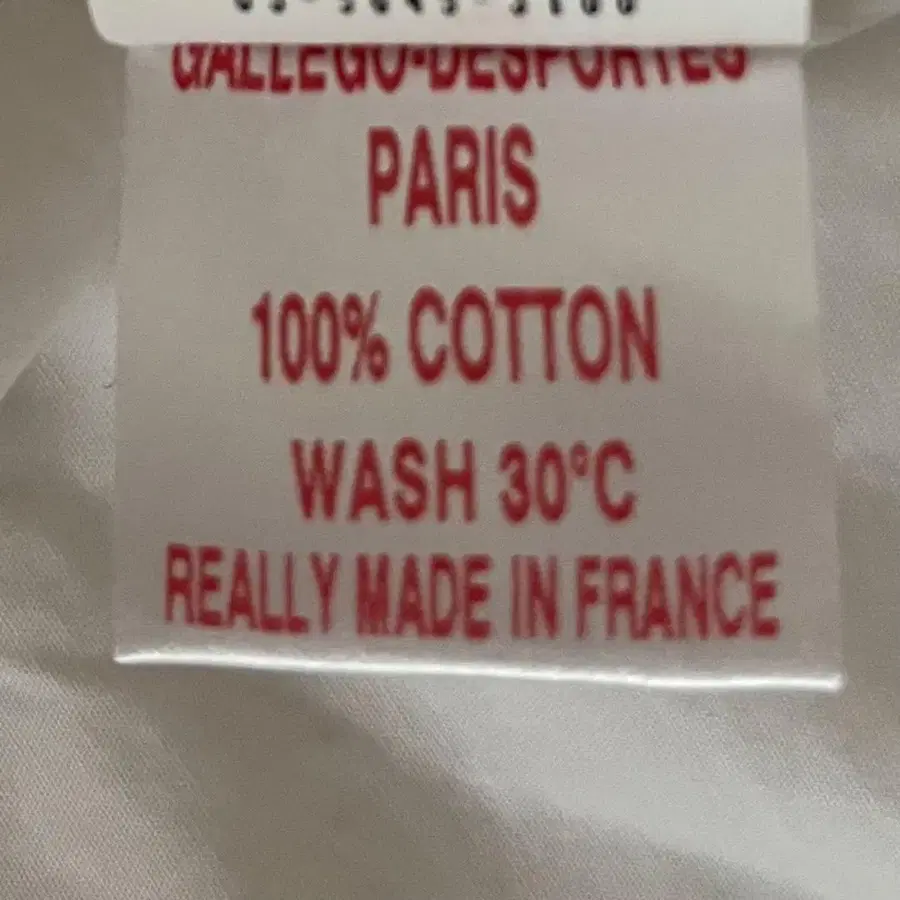 GALLEGO-DESPORTES
PARIS
100% COTTON
WASH 30°C
REALLY MADE IN FRANCE